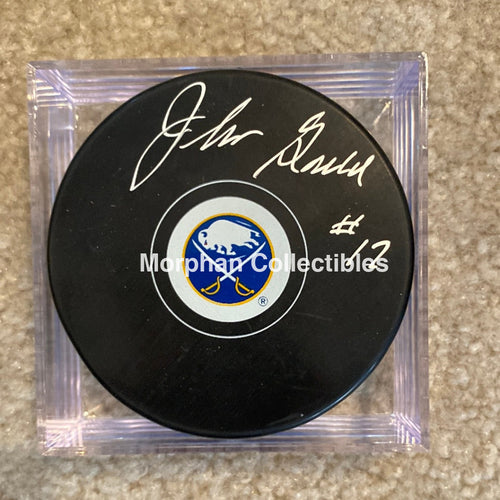 John Gould
#12
Morphan Collectibles
®